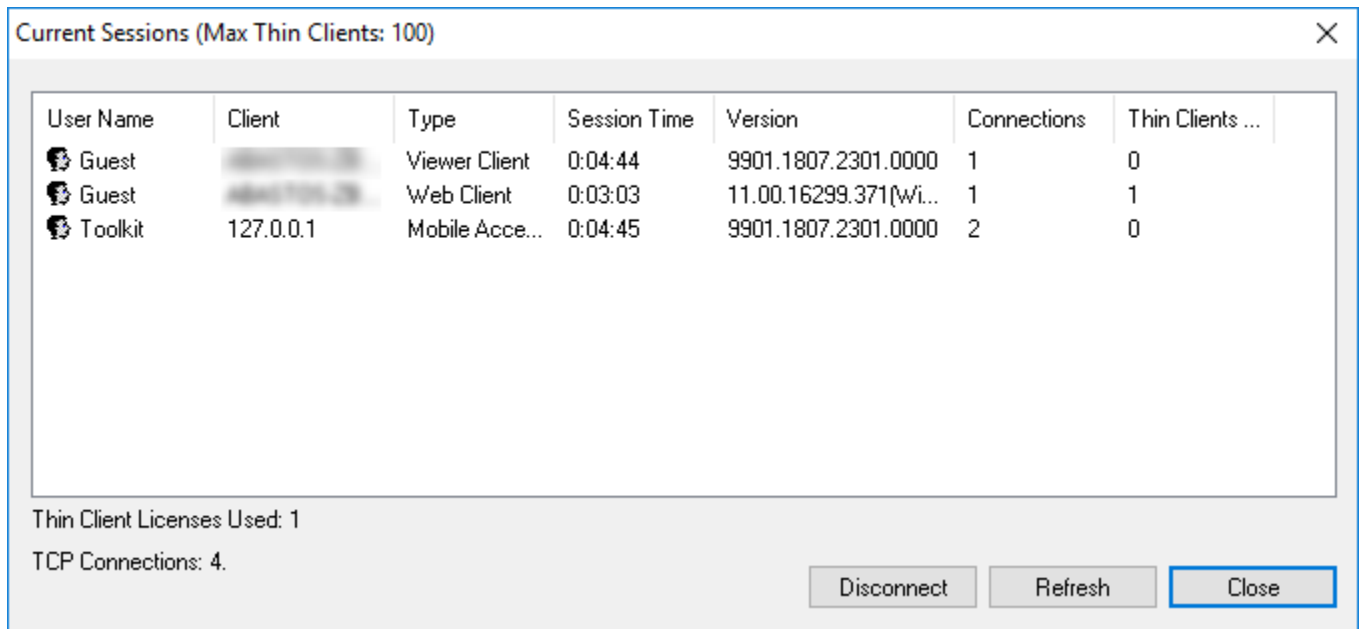 Current Sessions (Max Thin Clients: 100)
User Name Client Type Session Time Version Connections Thin Clients ...
Guest Viewer Client 0:04:44 9901.1807.2301.0000 1 0
Guest Web Client 0:03:03 11.00.16299.371(Wi... 1 1
Toolkit 127.0.0.1 Mobile Acce... 0:04:45 9901.1807.2301.0000 2 0
Thin Client Licenses Used: 1
TCP Connections: 4.
Disconnect Refresh Close